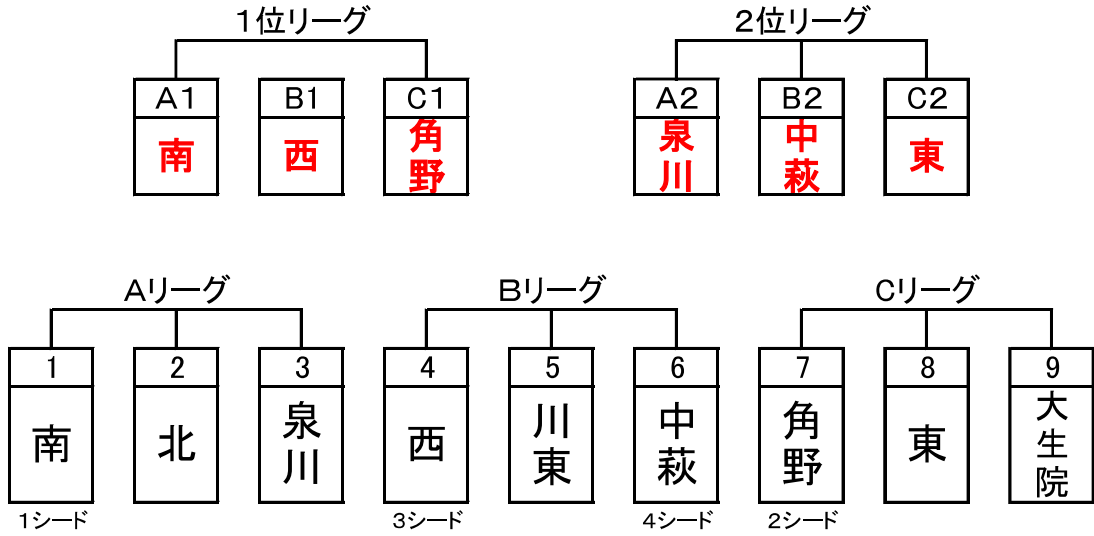 １位リーグ ２位リーグ
Ａ１ Ｂ１ Ｃ１ Ａ２ Ｂ２ Ｃ２
南 西 角野 泉川 中萩 東
Ａリーグ Ｂリーグ Ｃリーグ
1 2 3 4 5 6 7 8 9
南 北 泉川 西 川東 中萩 角野 東 大生院
１シード ３シード ４シード ２シード